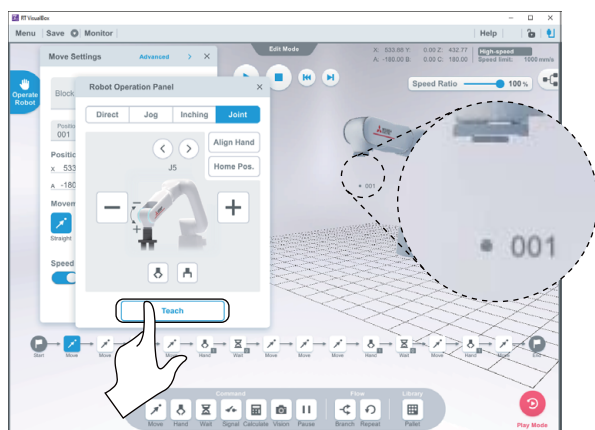 RT VisualBox
Menu Save Monitor Help
Edit Mode
X: 533.66 Y: 0.00 Z: 432.77 High-speed
A: -180.00 B: 0.00 C: 180.00 Speed limit: 1000 mm/s
Move Settings Advanced > ×
Operate
Robot
Block
Robot Operation Panel ×
Speed Ratio 100 %
Direct Jog Inching Joint
001
Align Hand
J5
Home Pos.
X 533
A -180
Straight
Speed
001
001
Teach
Start Move Move Move Hand Wait Move Move Move Hand Wait Move Hand Move End
Command Flow Library
Move Hand Wait Signal Calculate Vision Pause Branch Repeat Pallet
Play Mode